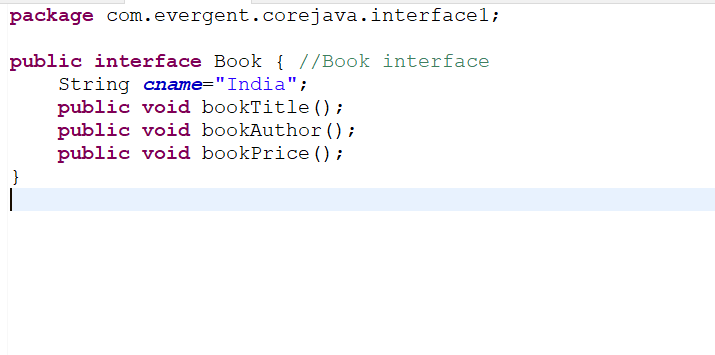 package com.evergent.corejava.interface1;
public interface Book { //Book interface
String cname="India";
public void bookTitle();
public void bookAuthor();
public void bookPrice();
}